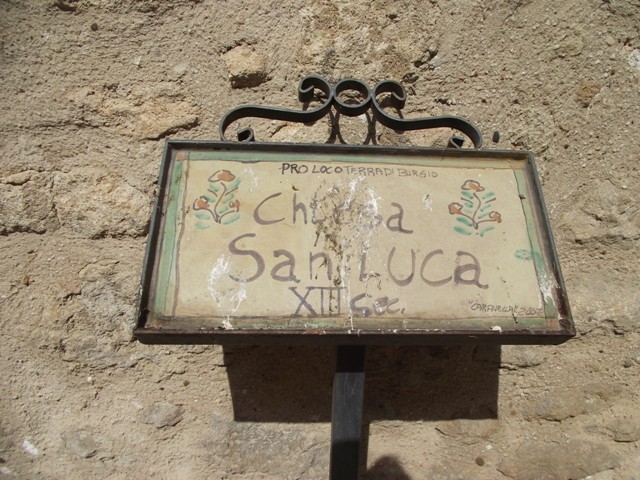 PRO LOCO TERRA DI BURGIO
Chiesa
San LUCa
XIII Sec.